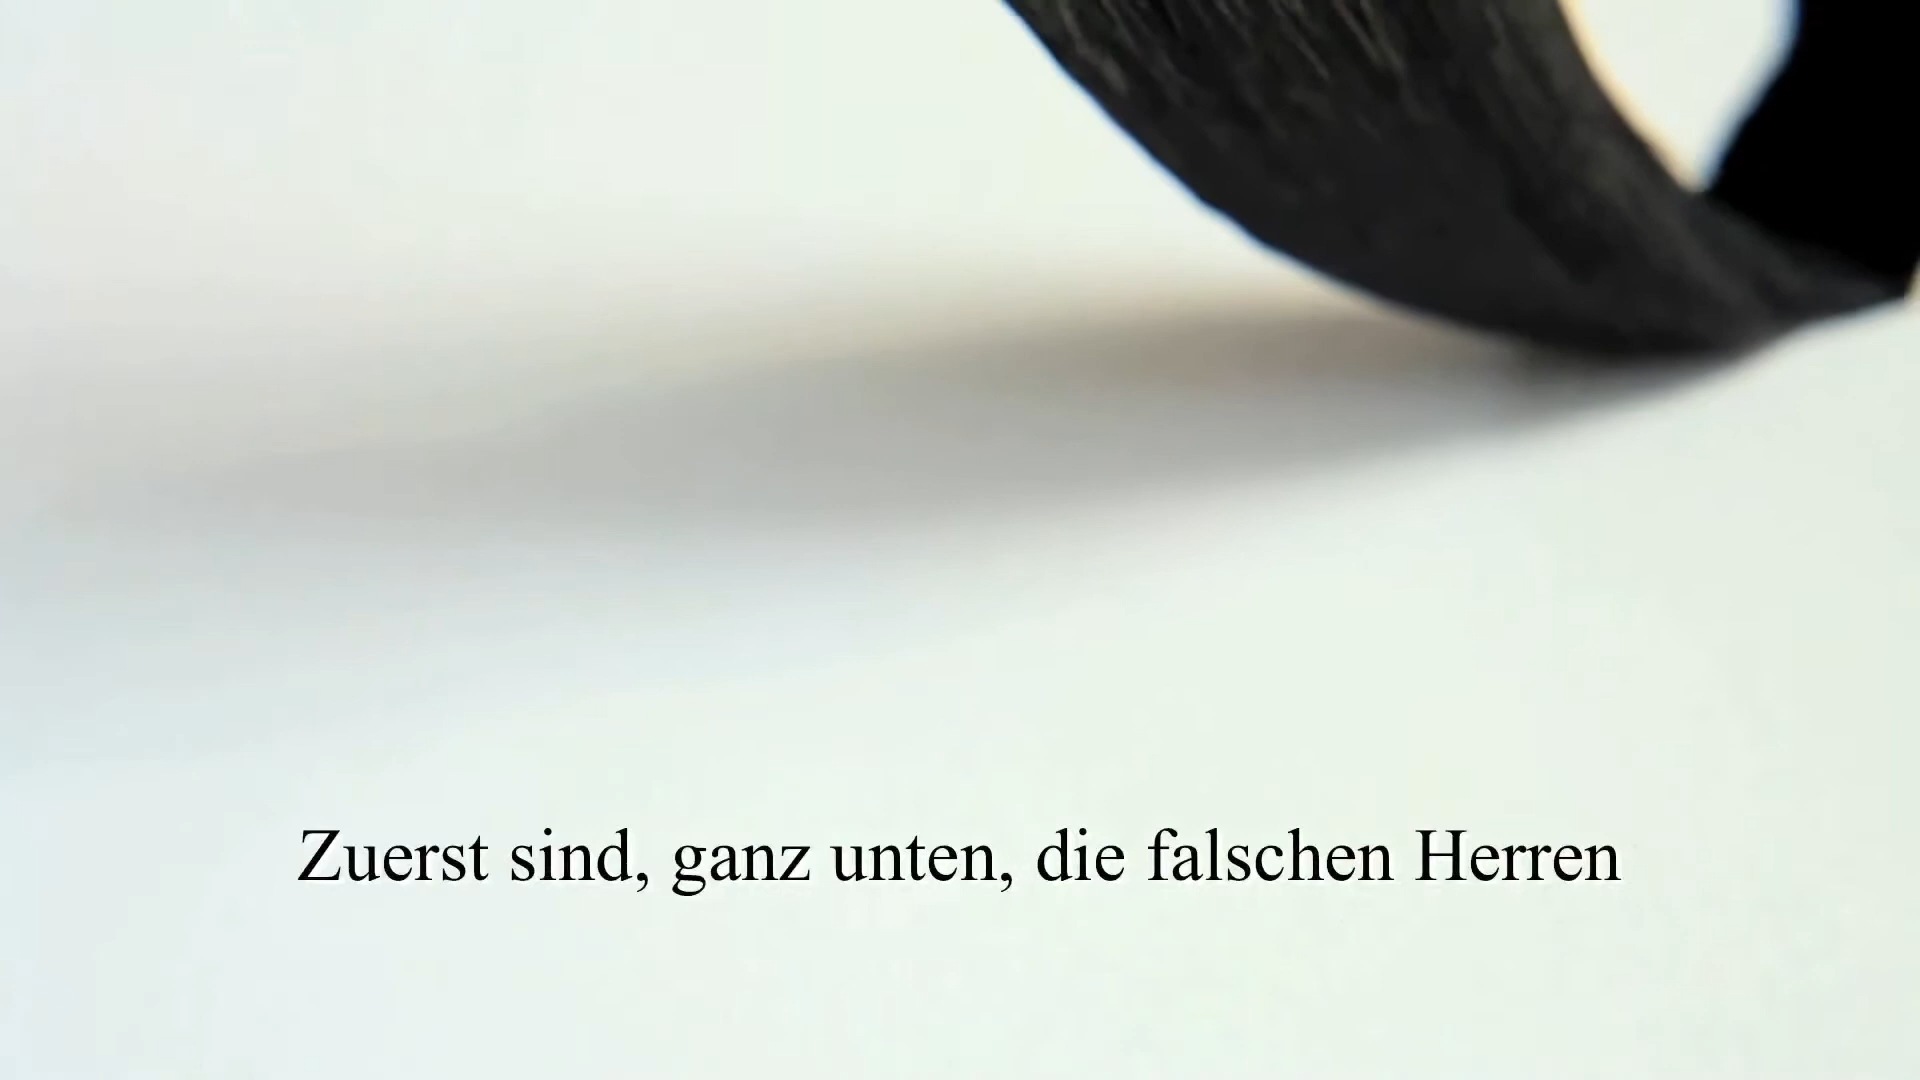 Zuerst sind, ganz unten, die falschen Herren